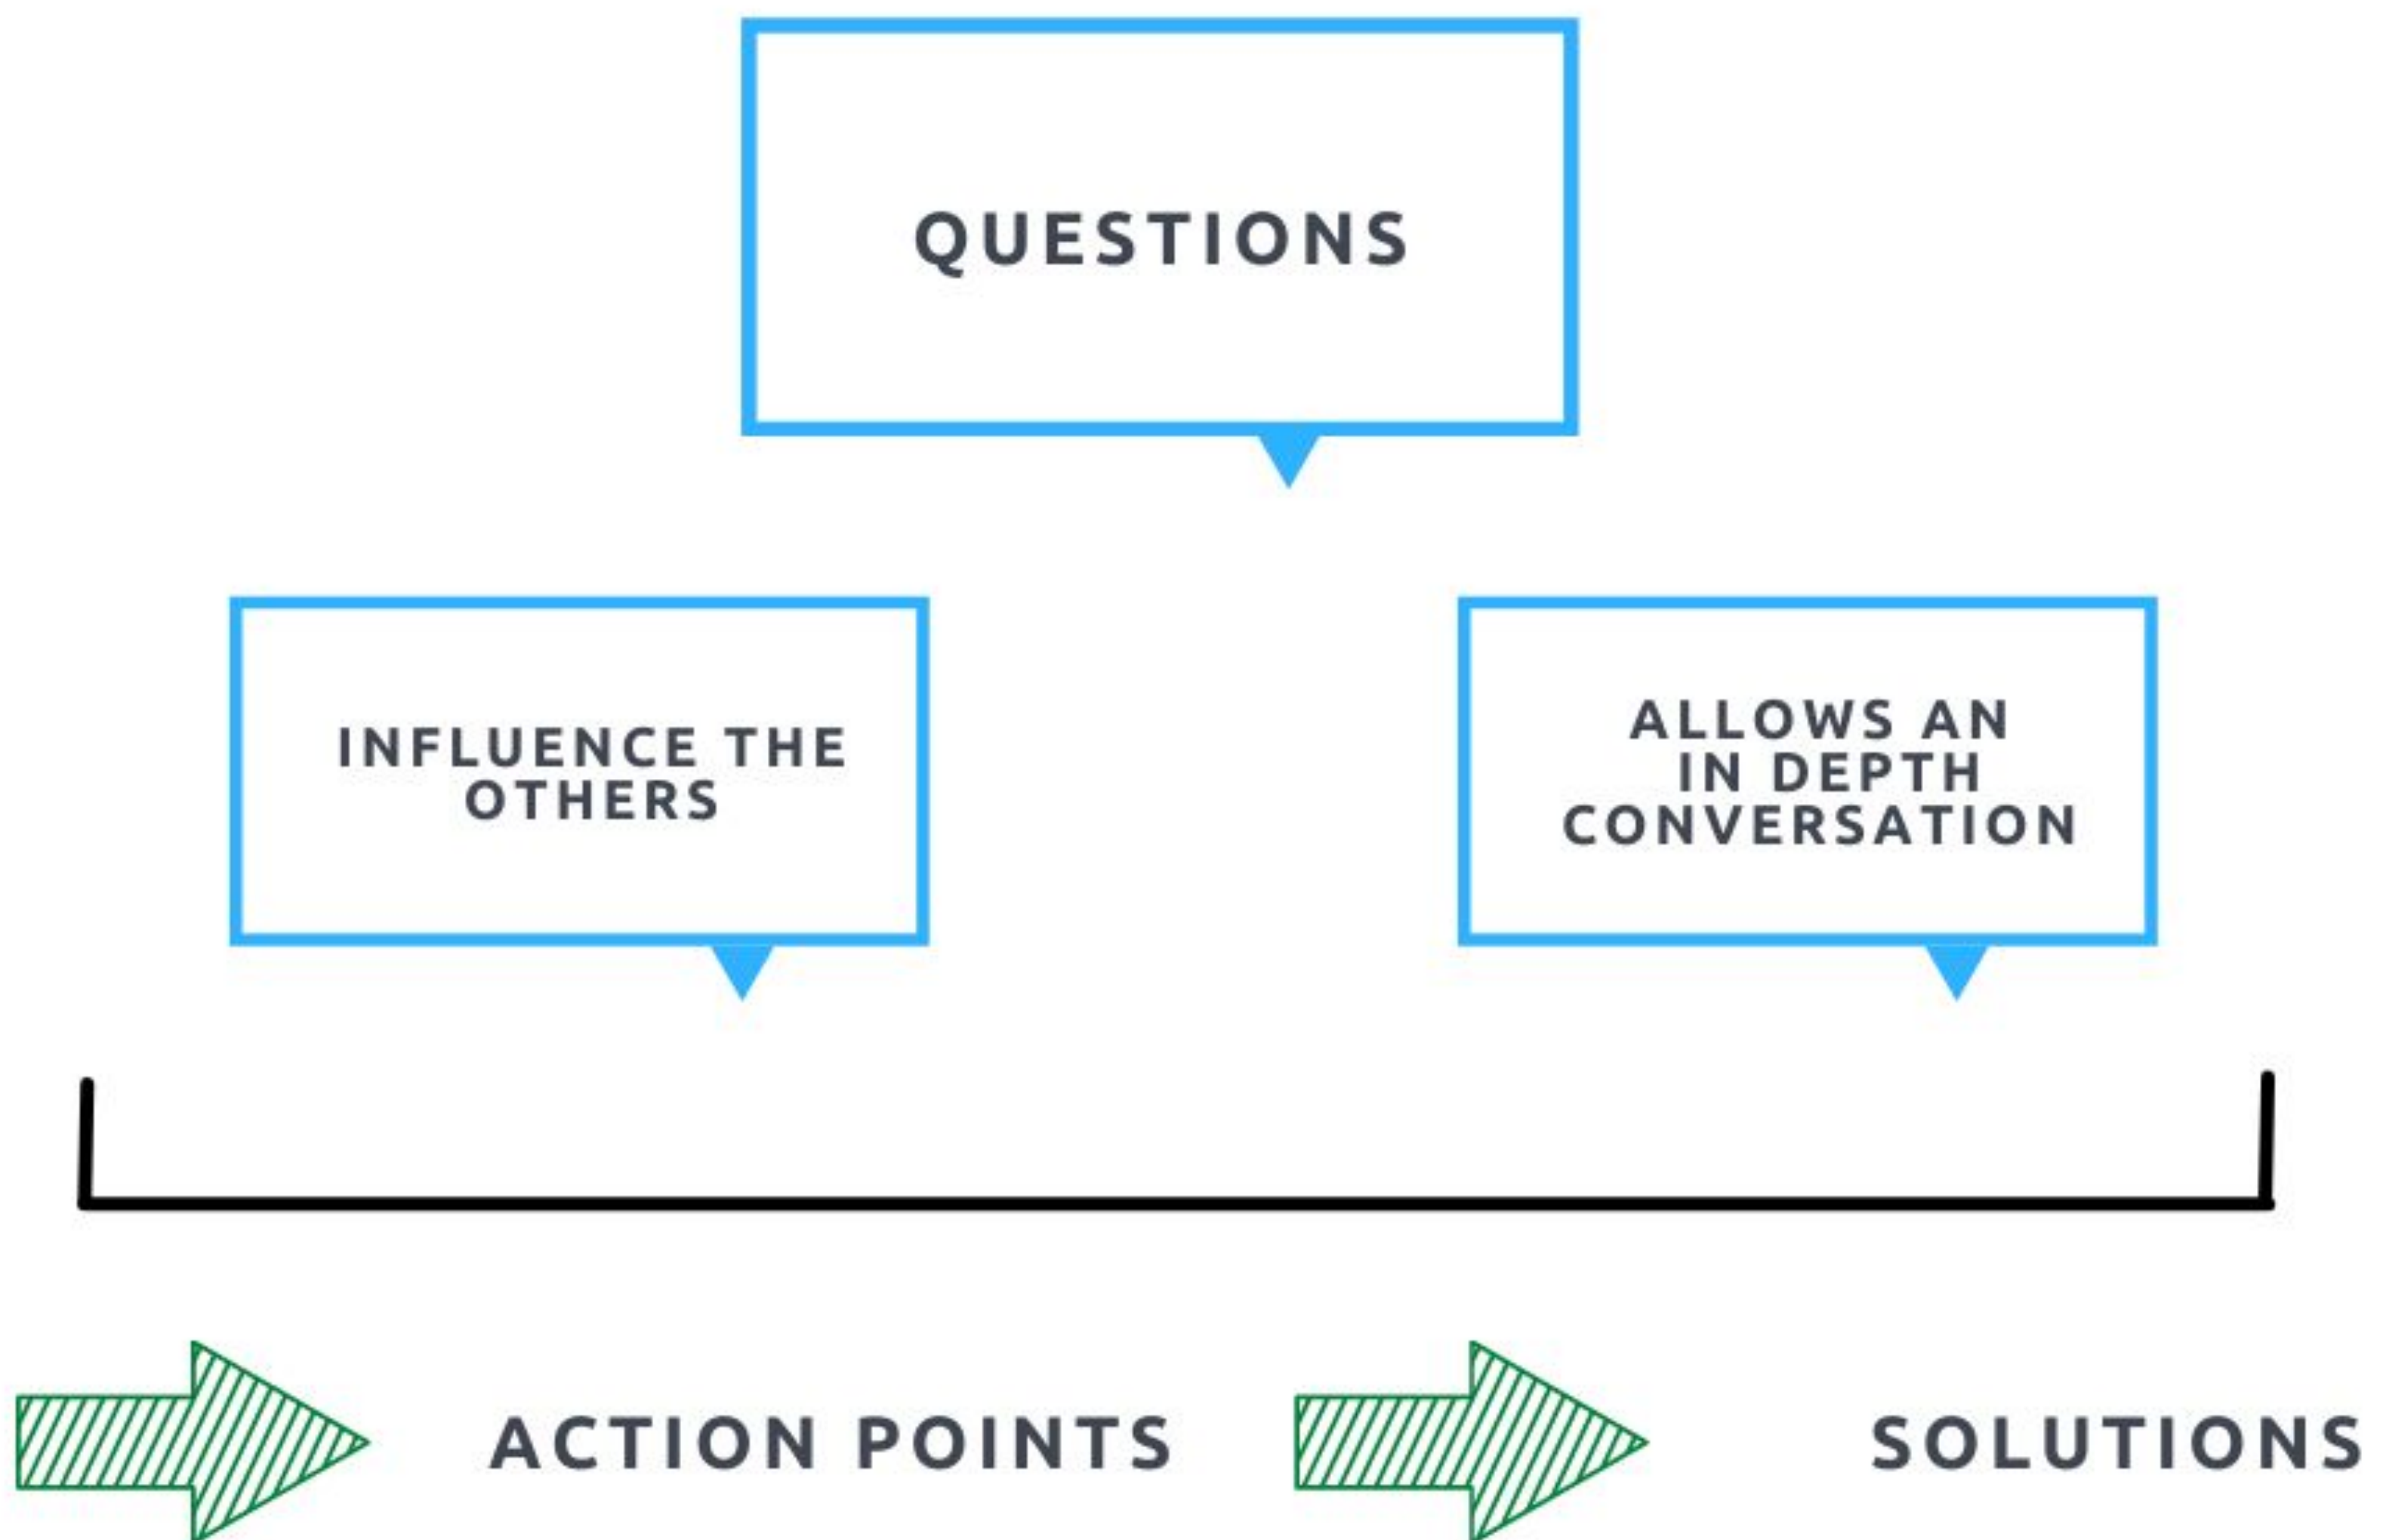 QUESTIONS
INFLUENCE THE
OTHERS
ALLOWS AN
IN DEPTH
CONVERSATION
ACTION POINTS
SOLUTIONS